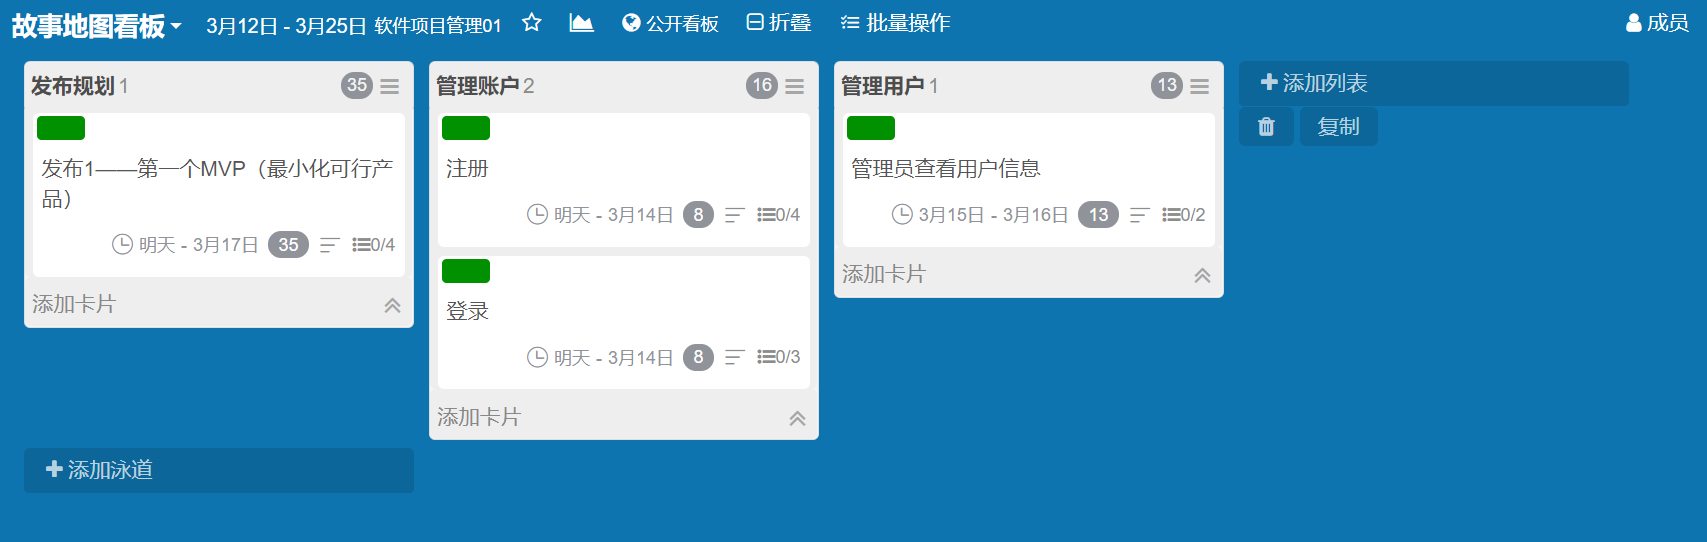 故事地图看板 3月12日 - 3月25日 软件项目管理01 公开看板 折叠 批量操作 成员
发布规划 1 35
发布1——第一个MVP（最小化可行产
品）
明天 - 3月17日 35 0/4
添加卡片
管理账户 2 16
注册
明天 - 3月14日 8 0/4
登录
明天 - 3月14日 8 0/3
添加卡片
管理用户 1 13
管理员查看用户信息
3月15日 - 3月16日 13 0/2
添加卡片
添加列表
复制
添加泳道